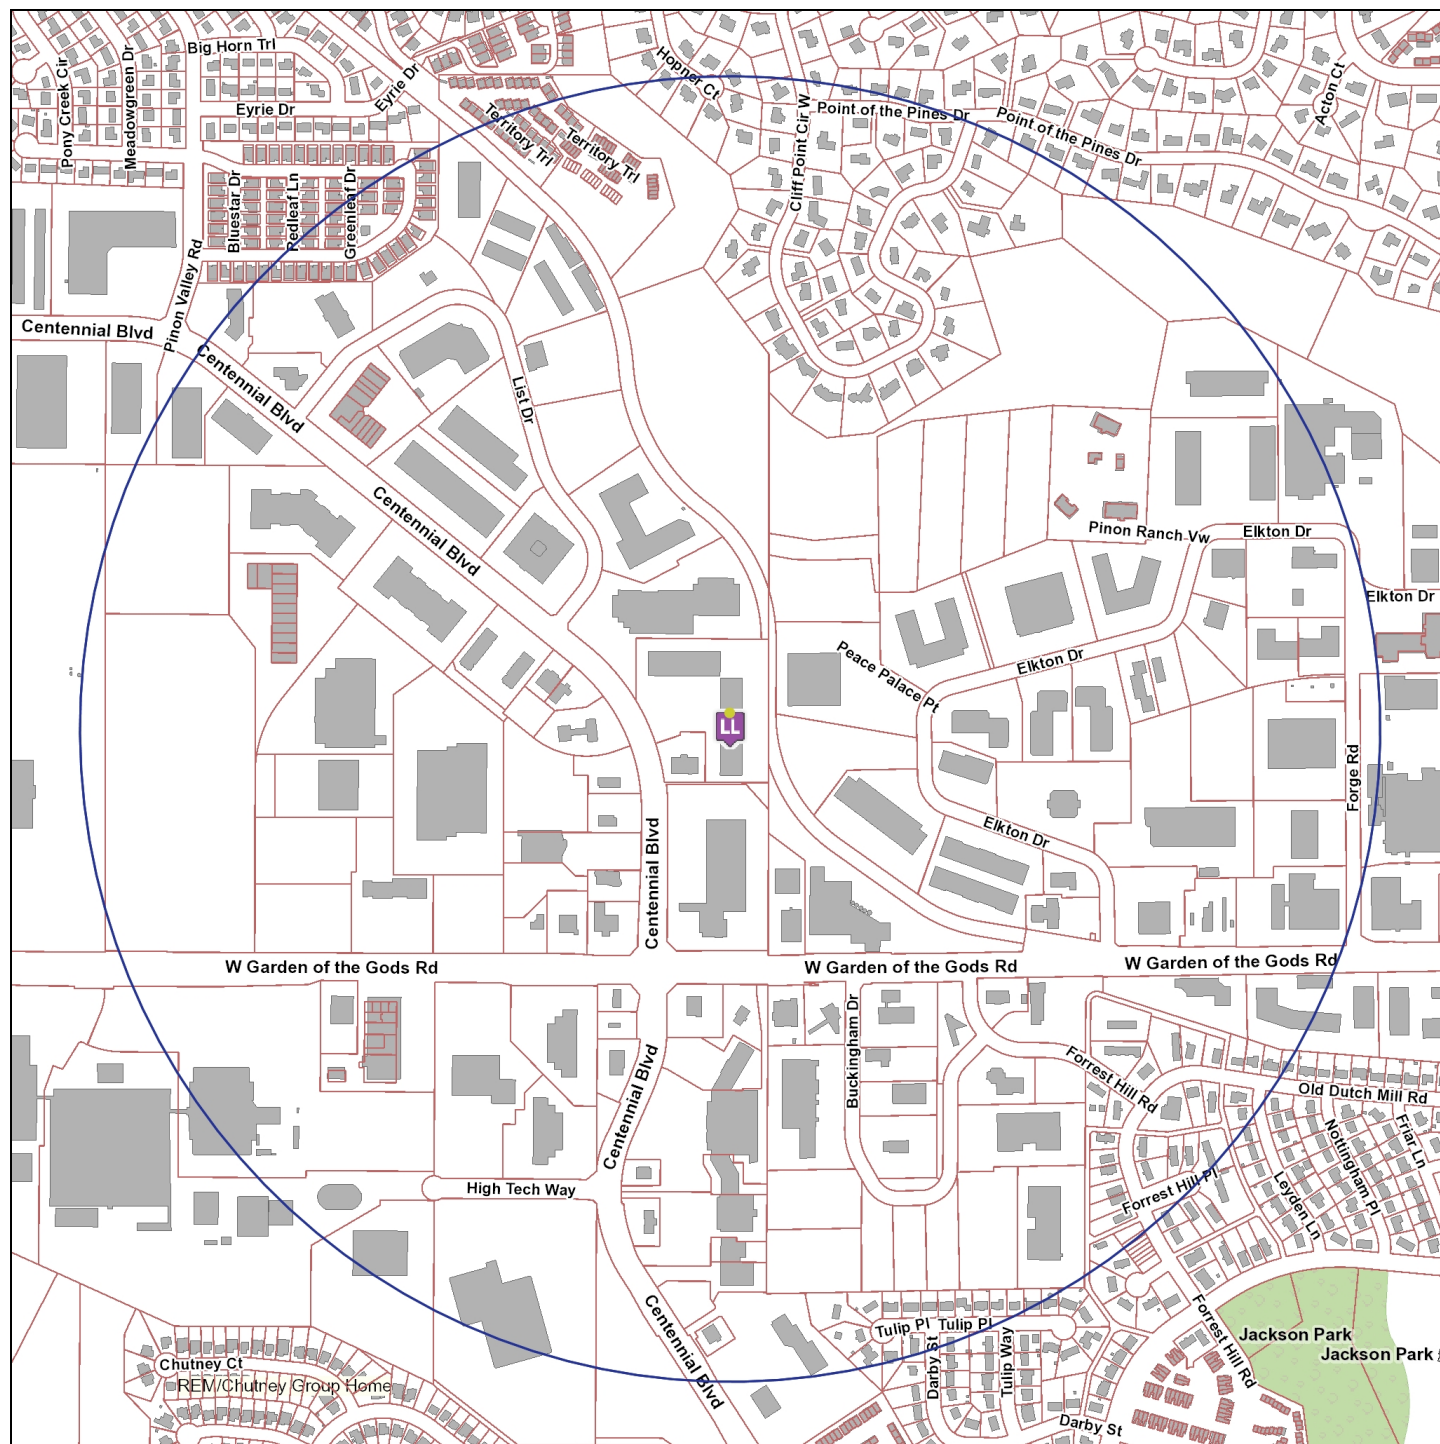 Big Horn Trl
Hopner Ct
Pony Creek Cir
Meadowgreen Dr
Eyrie Dr
Eyrie Dr
Acton Ct
Territory Trl
Territory Trl
Cliff Point Cir W
Point of the Pines Dr
Point of the Pines Dr
Bluestar Dr
Redleaf Ln
Greenleaf Dr
Pinon Valley Rd
Centennial Blvd
Centennial Blvd
List Dr
Centennial Blvd
Pinon Ranch Vw
Elkton Dr
Elkton Dr
Peace Palace Pt
Elkton Dr
LL
Forge Rd
Elkton Dr
Centennial Blvd
W Garden of the Gods Rd
W Garden of the Gods Rd
W Garden of the Gods Rd
Buckingham Dr
Centennial Blvd
Forrest Hill Rd
Old Dutch Mill Rd
Friar Ln
Nottingham Pl
Leyden Ln
High Tech Way
Forrest Hill Pl
Forrest Hill Rd
Centennial Blvd
Tulip Pl
Tulip Pl
Darby St
Tulip Way
Jackson Park
Jackson Park
Chutney Ct
REM/Chutney Group Home
Darby St